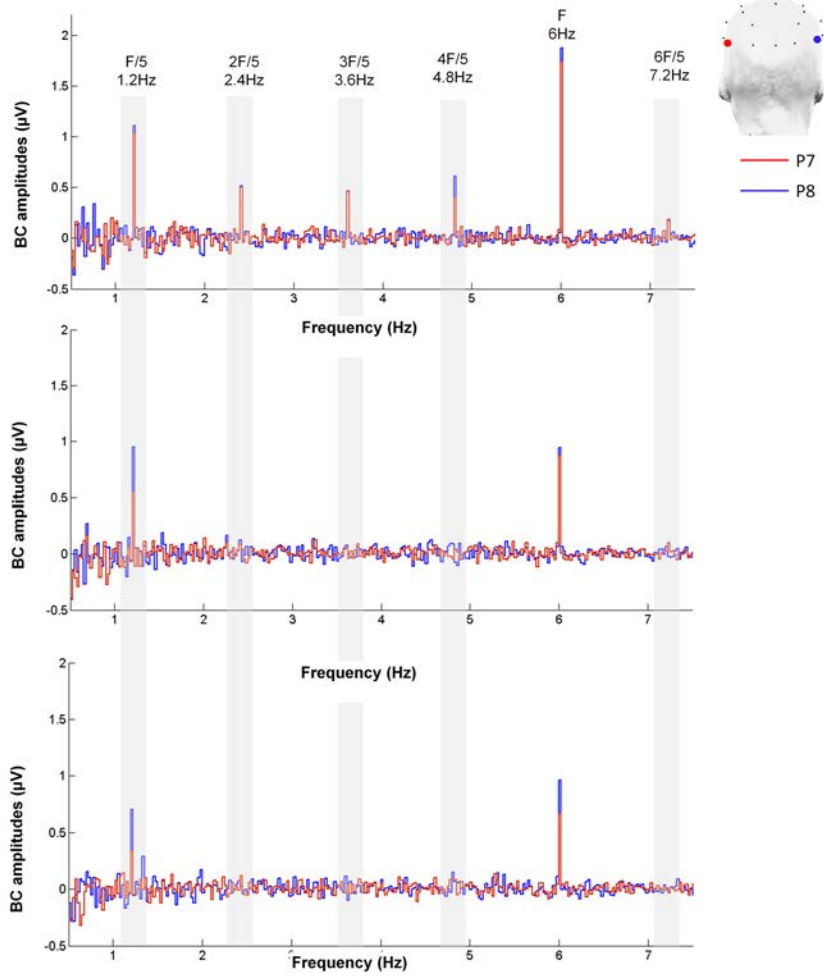 F/5
1.2Hz
2F/5
2.4Hz
3F/5
3.6Hz
4F/5
4.8Hz
F
6Hz
6F/5
7.2Hz
P7
P8
BC amplitudes (µV)
2
1.5
1
0.5
0
-0.5
1 2 3 4 5 6 7
Frequency (Hz)
BC amplitudes (µV)
2
1.5
1
0.5
0
-0.5
1 2 3 4 5 6 7
Frequency (Hz)
BC amplitudes (µV)
2
1.5
1
0.5
0
-0.5
1 2 4 5 6 7
Frequency (Hz)